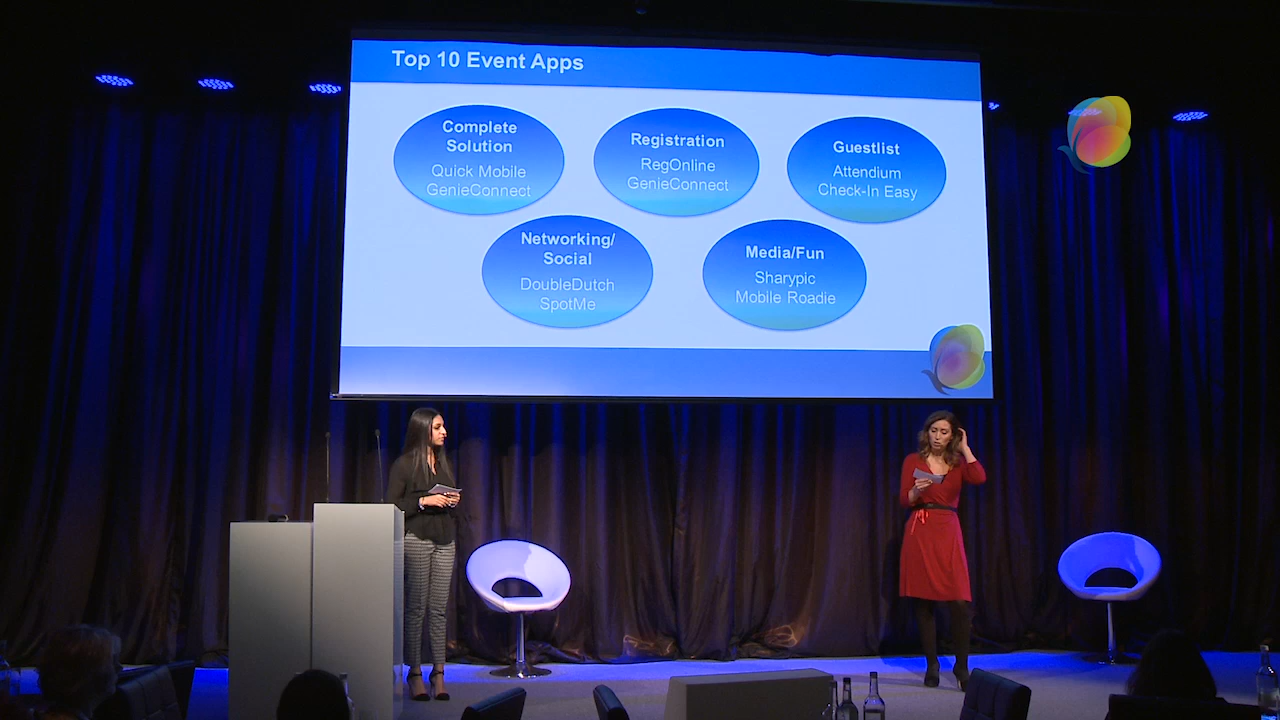 Top 10 Event Apps
Complete
Solution
Quick Mobile
GenieConnect
Registration
RegOnline
GenieConnect
Guestlist
Attendium
Check-In Easy
Networking/
Social
DoubleDutch
SpotMe
Media/Fun
Sharypic
Mobile Roadie